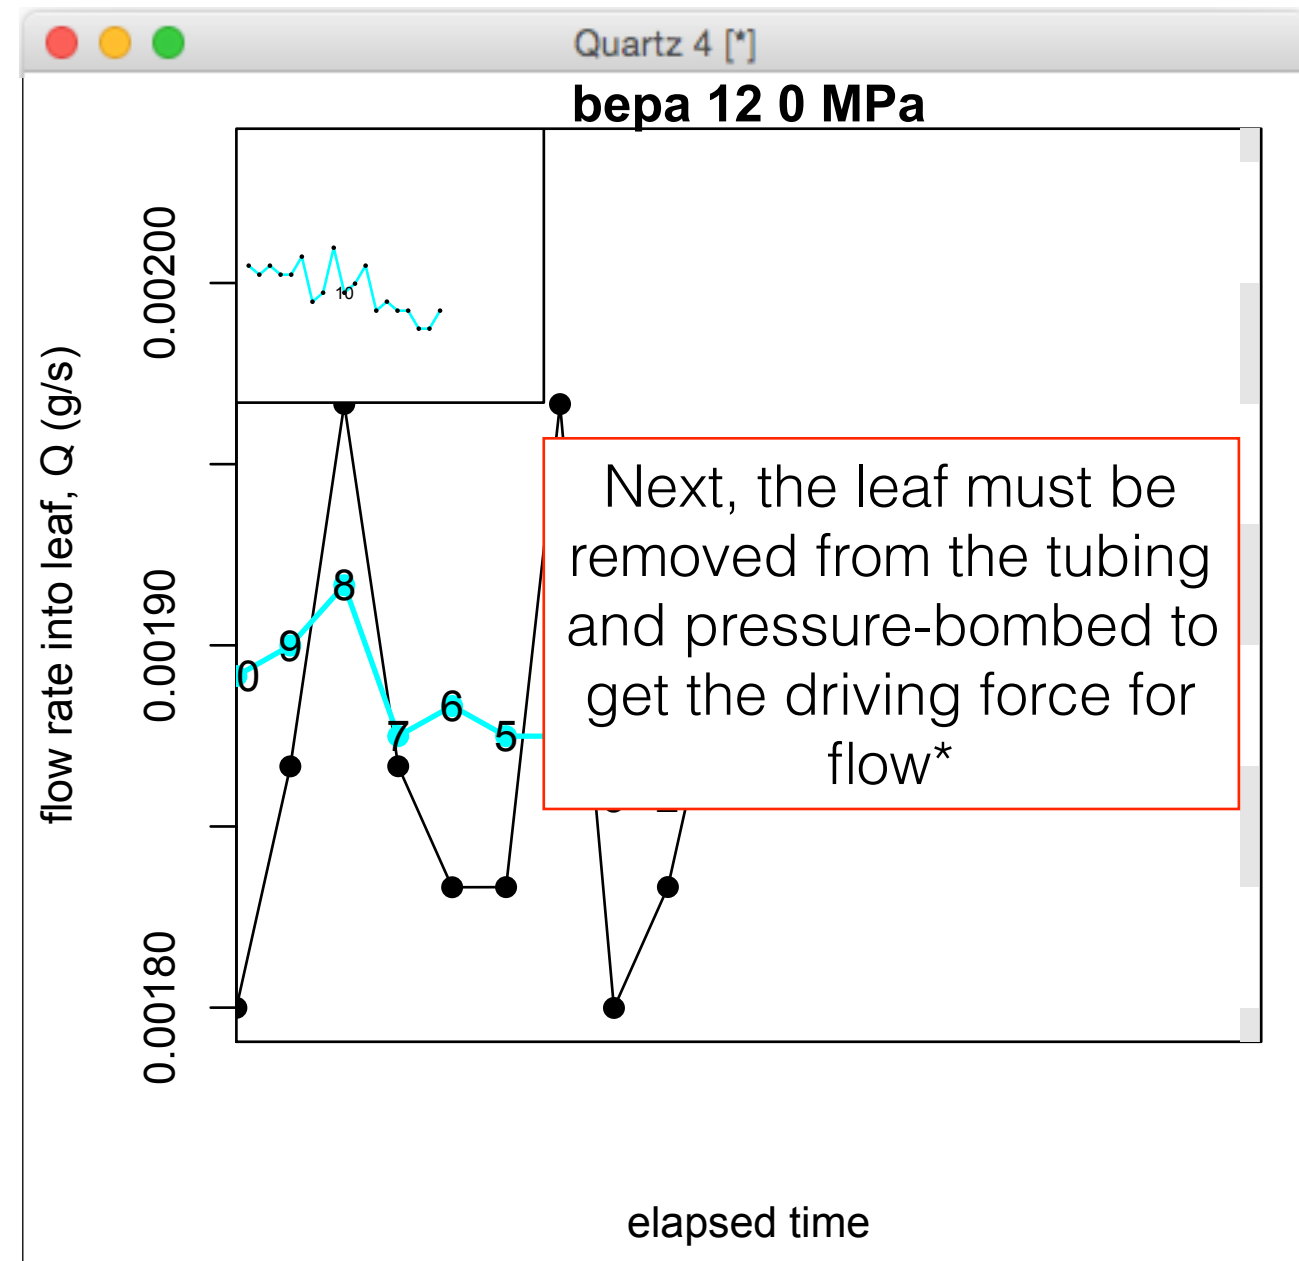 Quartz 4 [*]
bepa 12 0 MPa
flow rate into leaf, Q (g/s)
0.00200
0.00190
0.00180
10
0
9
8
7
6
5
Next, the leaf must be
removed from the tubing
and pressure-bombed to
get the driving force for
flow*
elapsed time